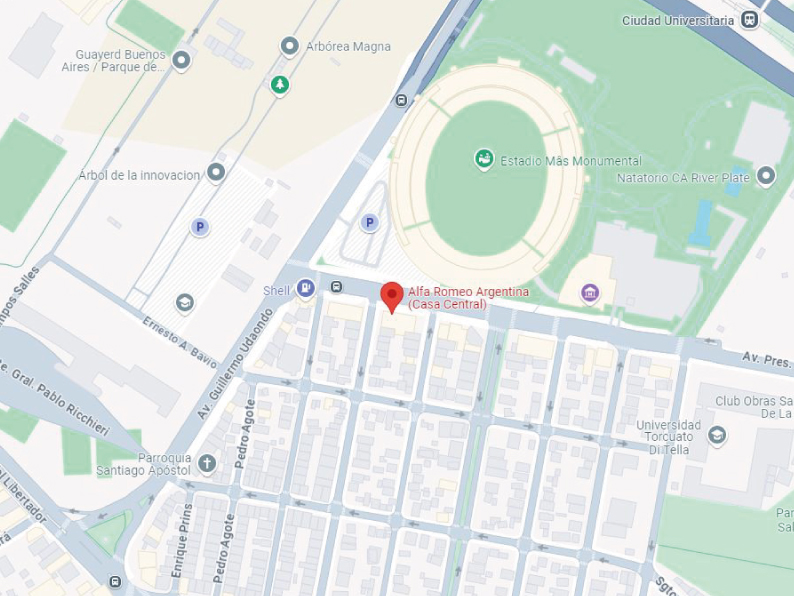 Ciudad Universitaria
Guayerd Buenos
Aires / Parque de...
Arbórea Magna
Estadio Mâs Monumental
Natatorio CA River Plate
Árbol de la innovacion
P
P
Shell
Alfa Romeo Argentina
(Casa Central)
mpos Salles
Ernesto A. Bavio
Av. Guillermo Udaondo
Av. Pres.
e. Gral. Pablo Ricchieri
Club Obras Sa
De La
Universidad
Torcuato
Di Tella
Parroquia
Santiago Apóstol
Pedro Agote
l Libertador
Enrique Prins
Pedro Agote
Par
Sal
Sgto
ra